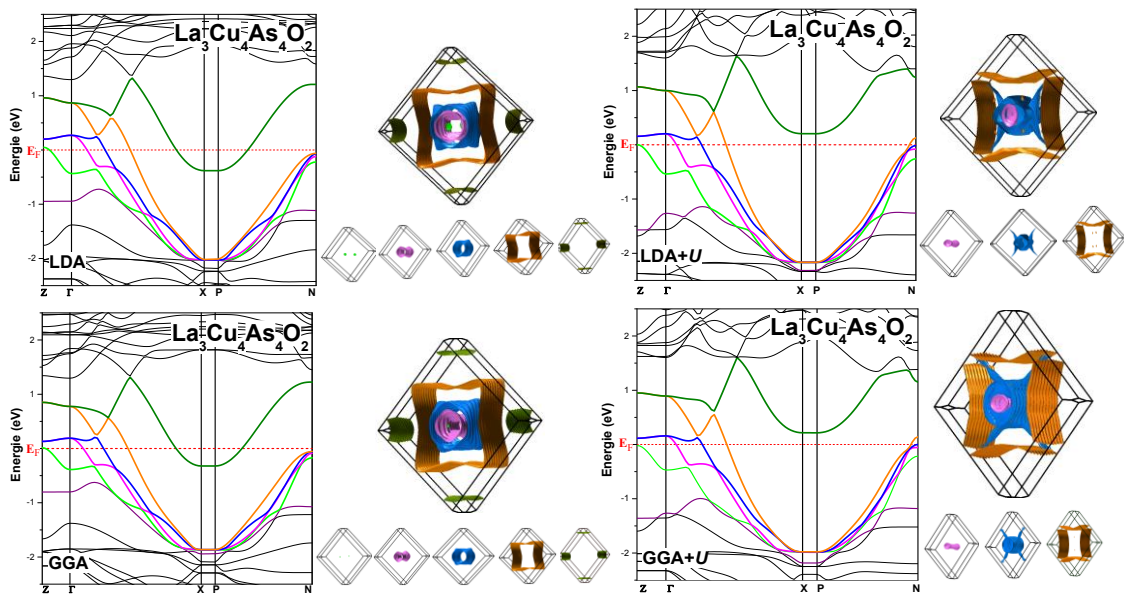 La3Cu4As4O2
Energie (eV)
2
1
EF
0
-1
-2
LDA
Z Γ X P N
La3Cu4As4O2
Energie (eV)
2
1
EF
0
-1
-2
LDA+U
Z Γ X P N
La3Cu4As4O2
Energie (eV)
2
1
EF
0
-1
-2
GGA
Z Γ X P N
La3Cu4As4O2
Energie (eV)
2
1
EF
0
-1
-2
GGA+U
Z Γ X P N